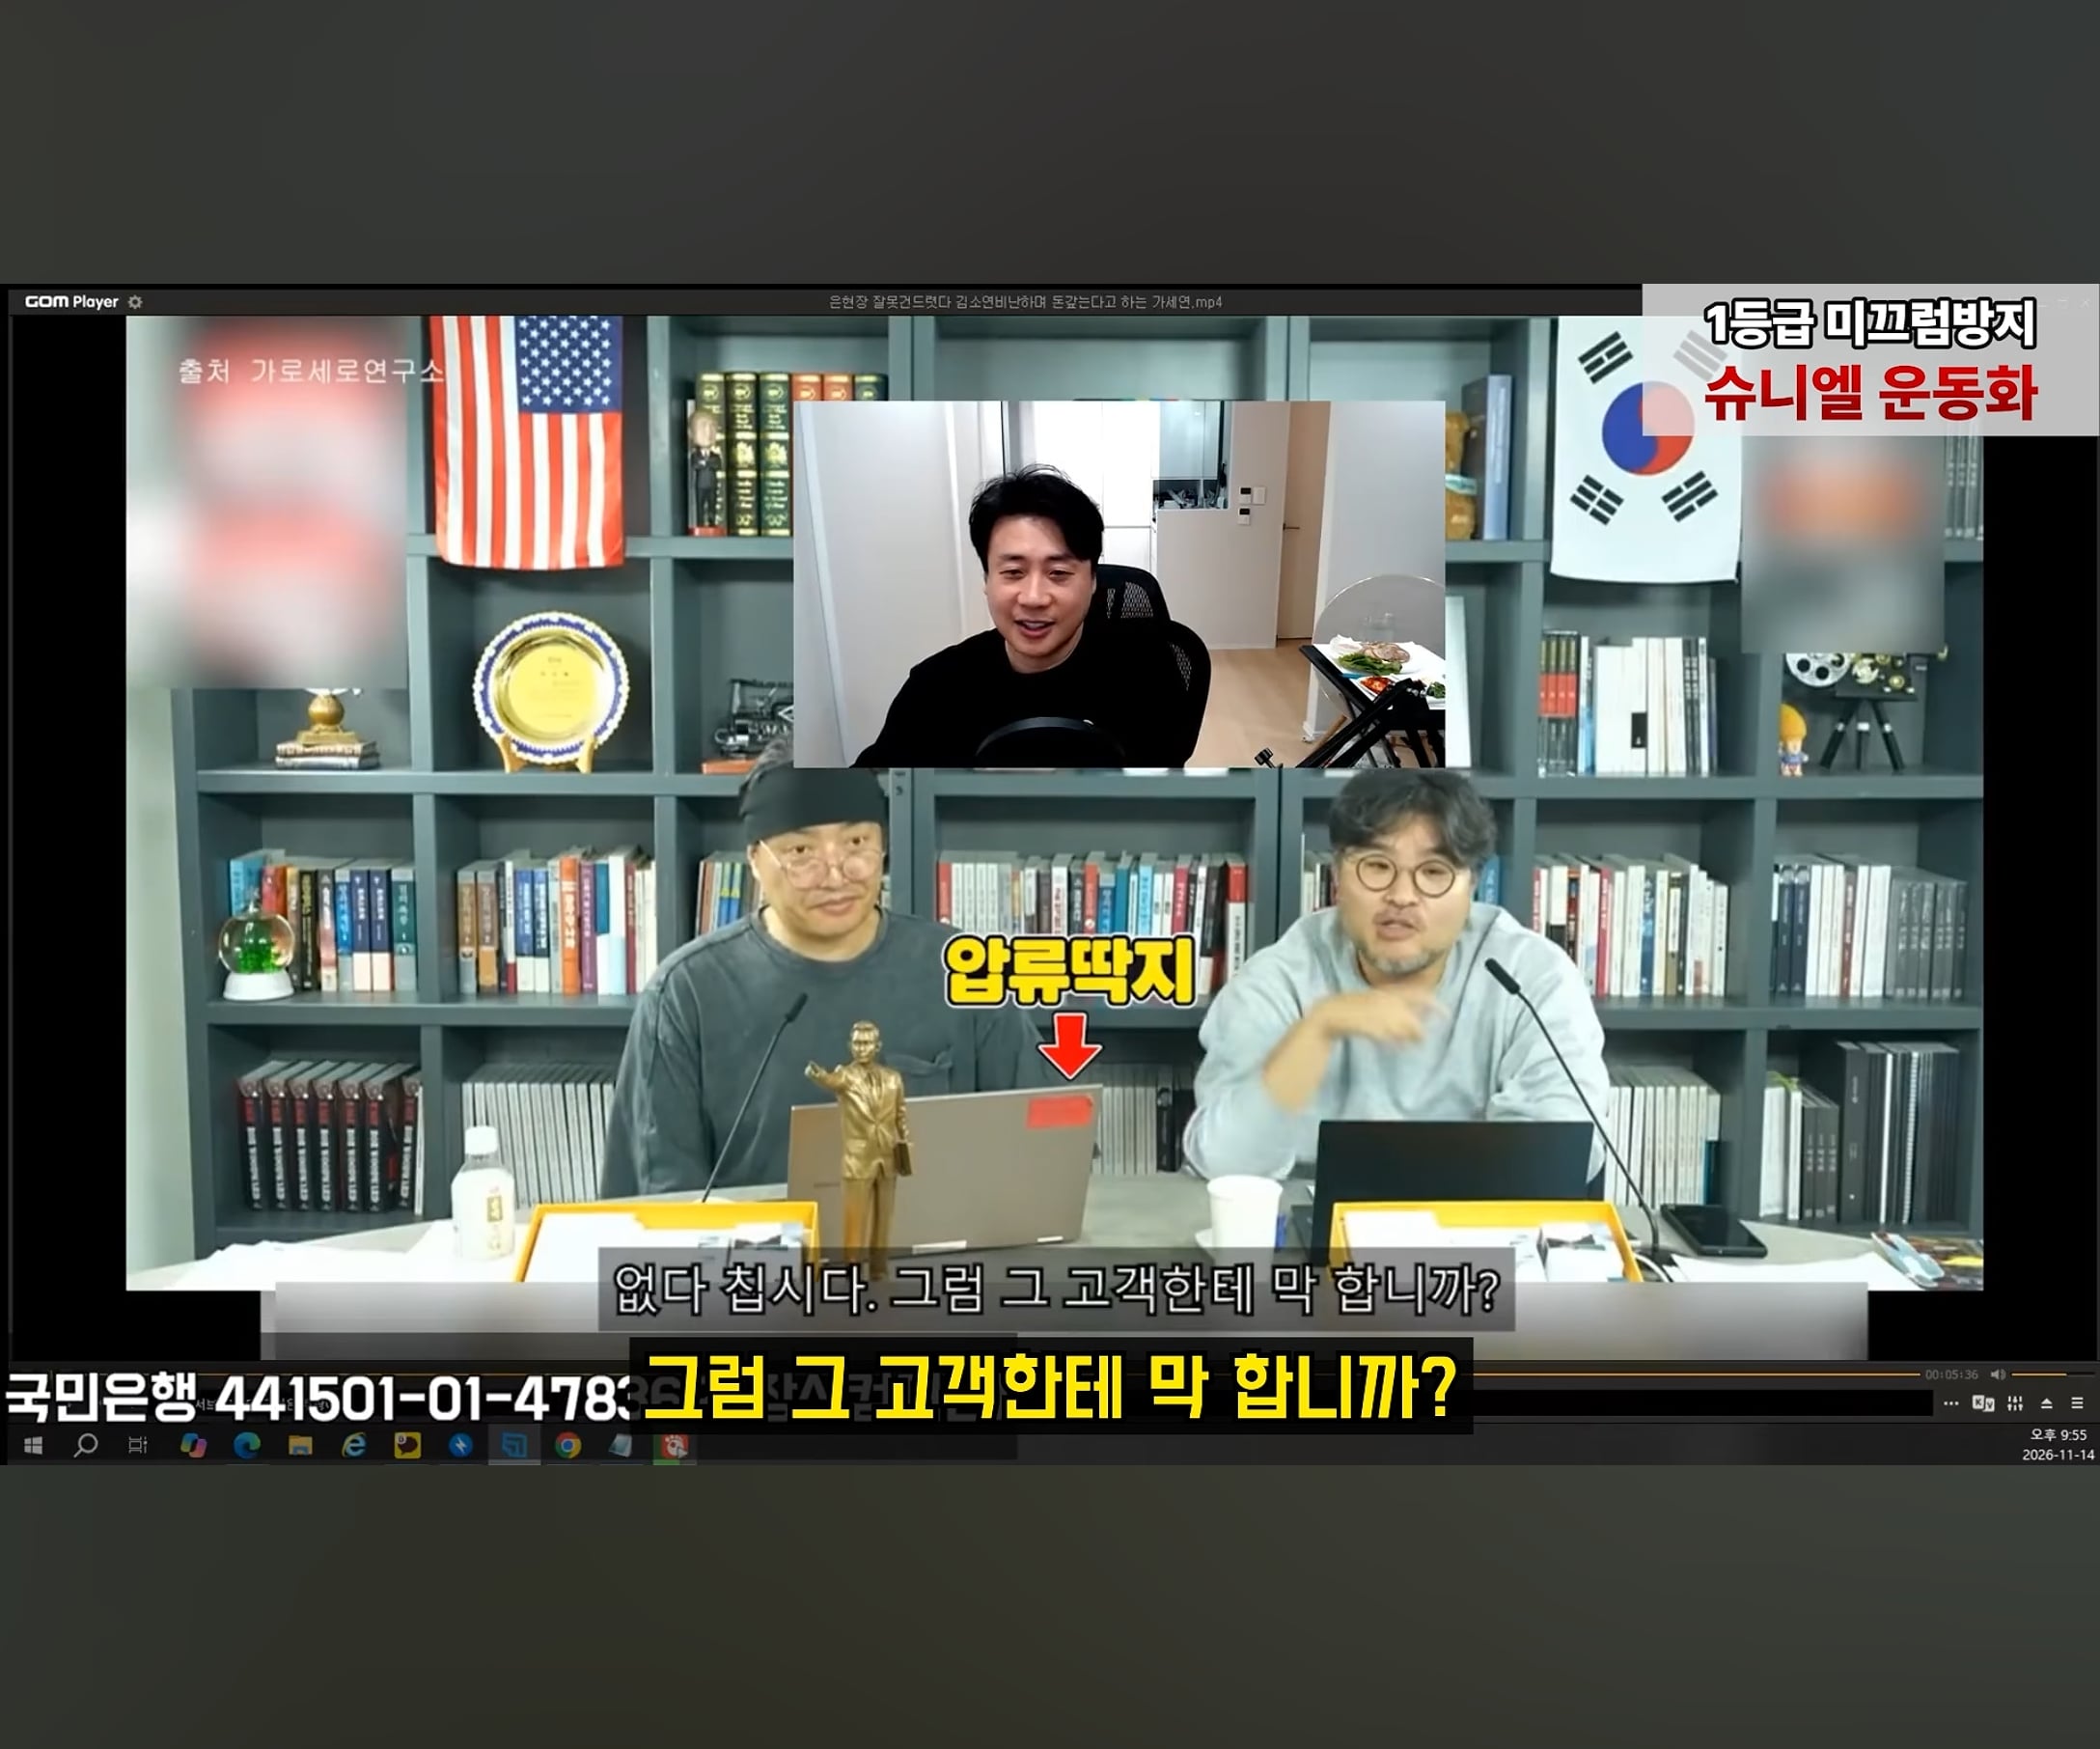 GOM Player
은현장 잘못건드렷다 김소연비난하며 돈갚는다고 하는 가세연.mp4
1등급 미끄럼방지
슈니엘 운동화
출처 가로세로연구소
압류딱지
없다 칩시다. 그럼 그 고객한테 막 합니까?
그럼 그 고객한테 막 합니까?
국민은행 441501-01-4783
00:05:36
오후 9:55
2026-11-14